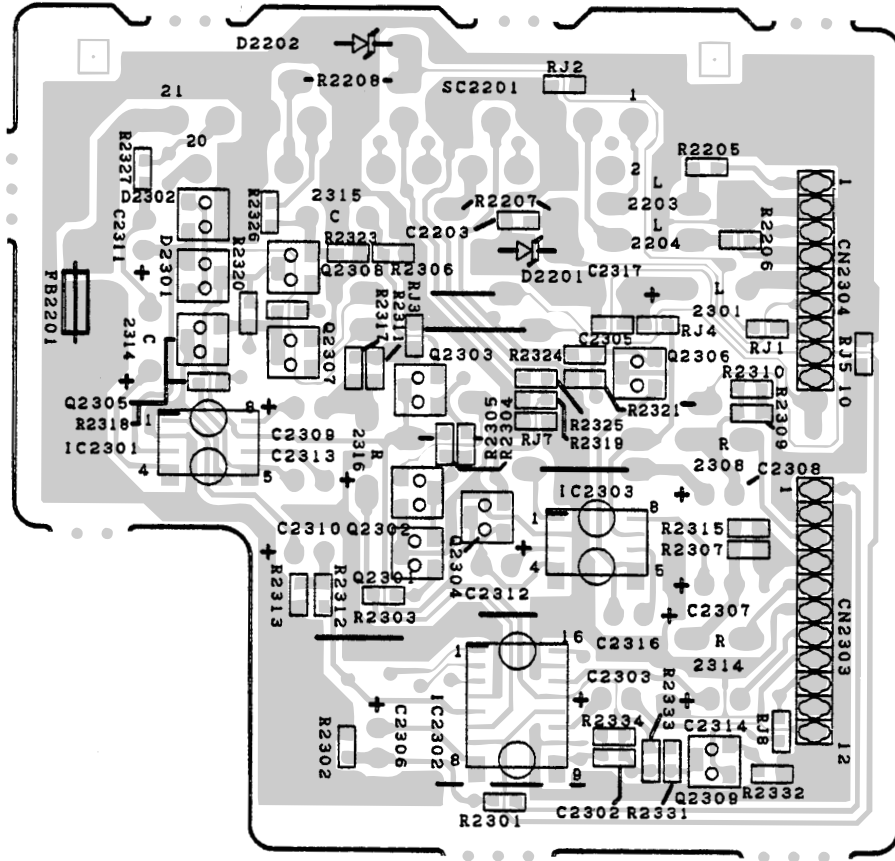 D2202
RJ2
R2208
SC2201
21
1
20
R2327
R2205
2
L
1
D2302
R2326
2315
C
R2207
2203
L
C2203
2204
R2206
C2311
D2301
R2323
Q2308
R2306
D2201
C2317
CN2304
FB2201
R2320
RJ3
R2311
R2317
L
2301
RJ4
RJ1
RJ5
2314
C
Q2307
Q2303
C2305
R2324
Q2306
R2310
10
Q2305
R2318
1
8
R2305
R2304
R2325
R2321
R2319
RJ7
R2309
IC2301
C2309
C2313
2316
R
R
2308
C2308
4
5
IC2303
1
8
1
C2310
Q2302
R2315
R2307
Q2304
4
5
R2313
R2312
Q2301
R2303
C2312
C2307
CN2303
1
16
C2316
R
2314
C2303
R2333
R2302
C2306
IC2302
R2334
C2314
RJ8
8
9
12
R2301
C2302
R2331
Q2309
R2332